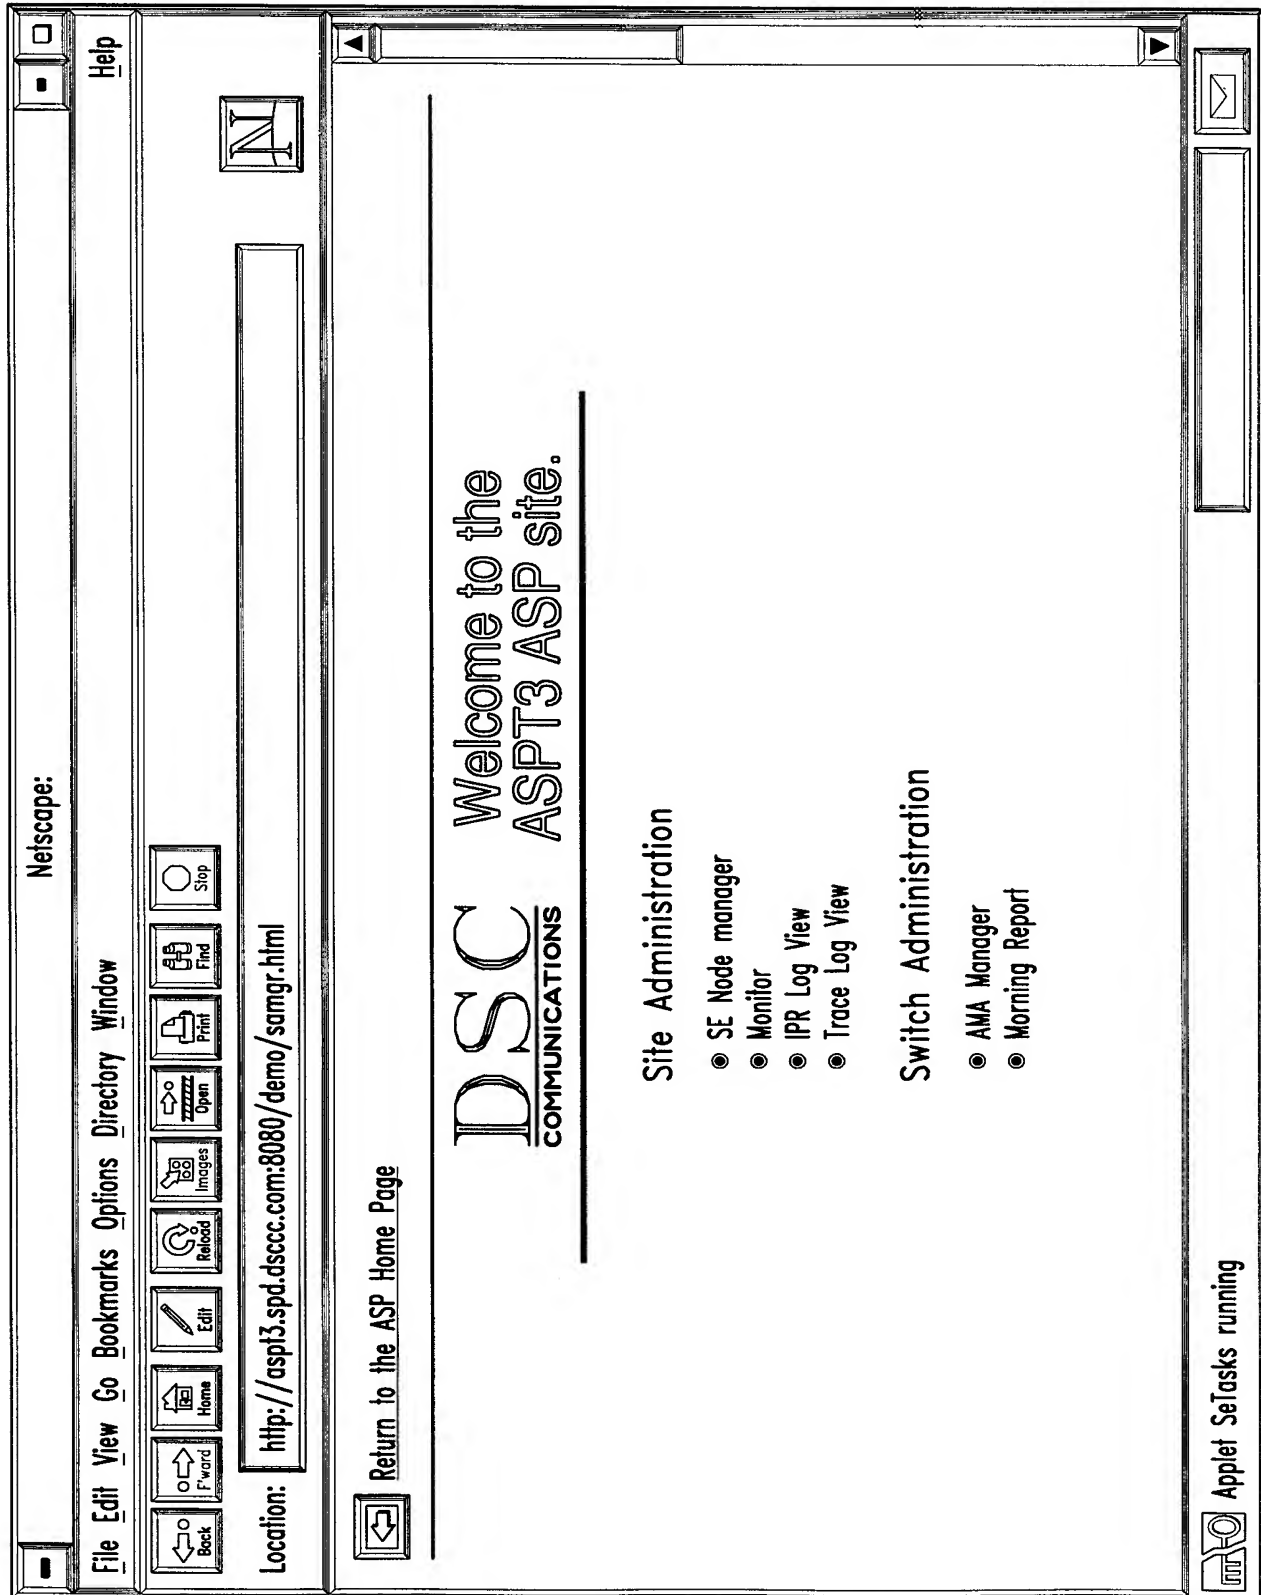 Netscape:
File Edit View Go Bookmarks Options Directory Window Help
Back F'ward Home Edit Reload Images Open Print Find Stop
N
Location: http://aspt3.spd.dsccc.com:8080/demo/samgr.html
Return to the ASP Home Page
DSC
COMMUNICATIONS
Welcome to the
ASPT3 ASP site.
Site Administration
SE Node manager
Monitor
IPR Log View
Trace Log View
Switch Administration
AMA Manager
Morning Report
Applet SeTasks running